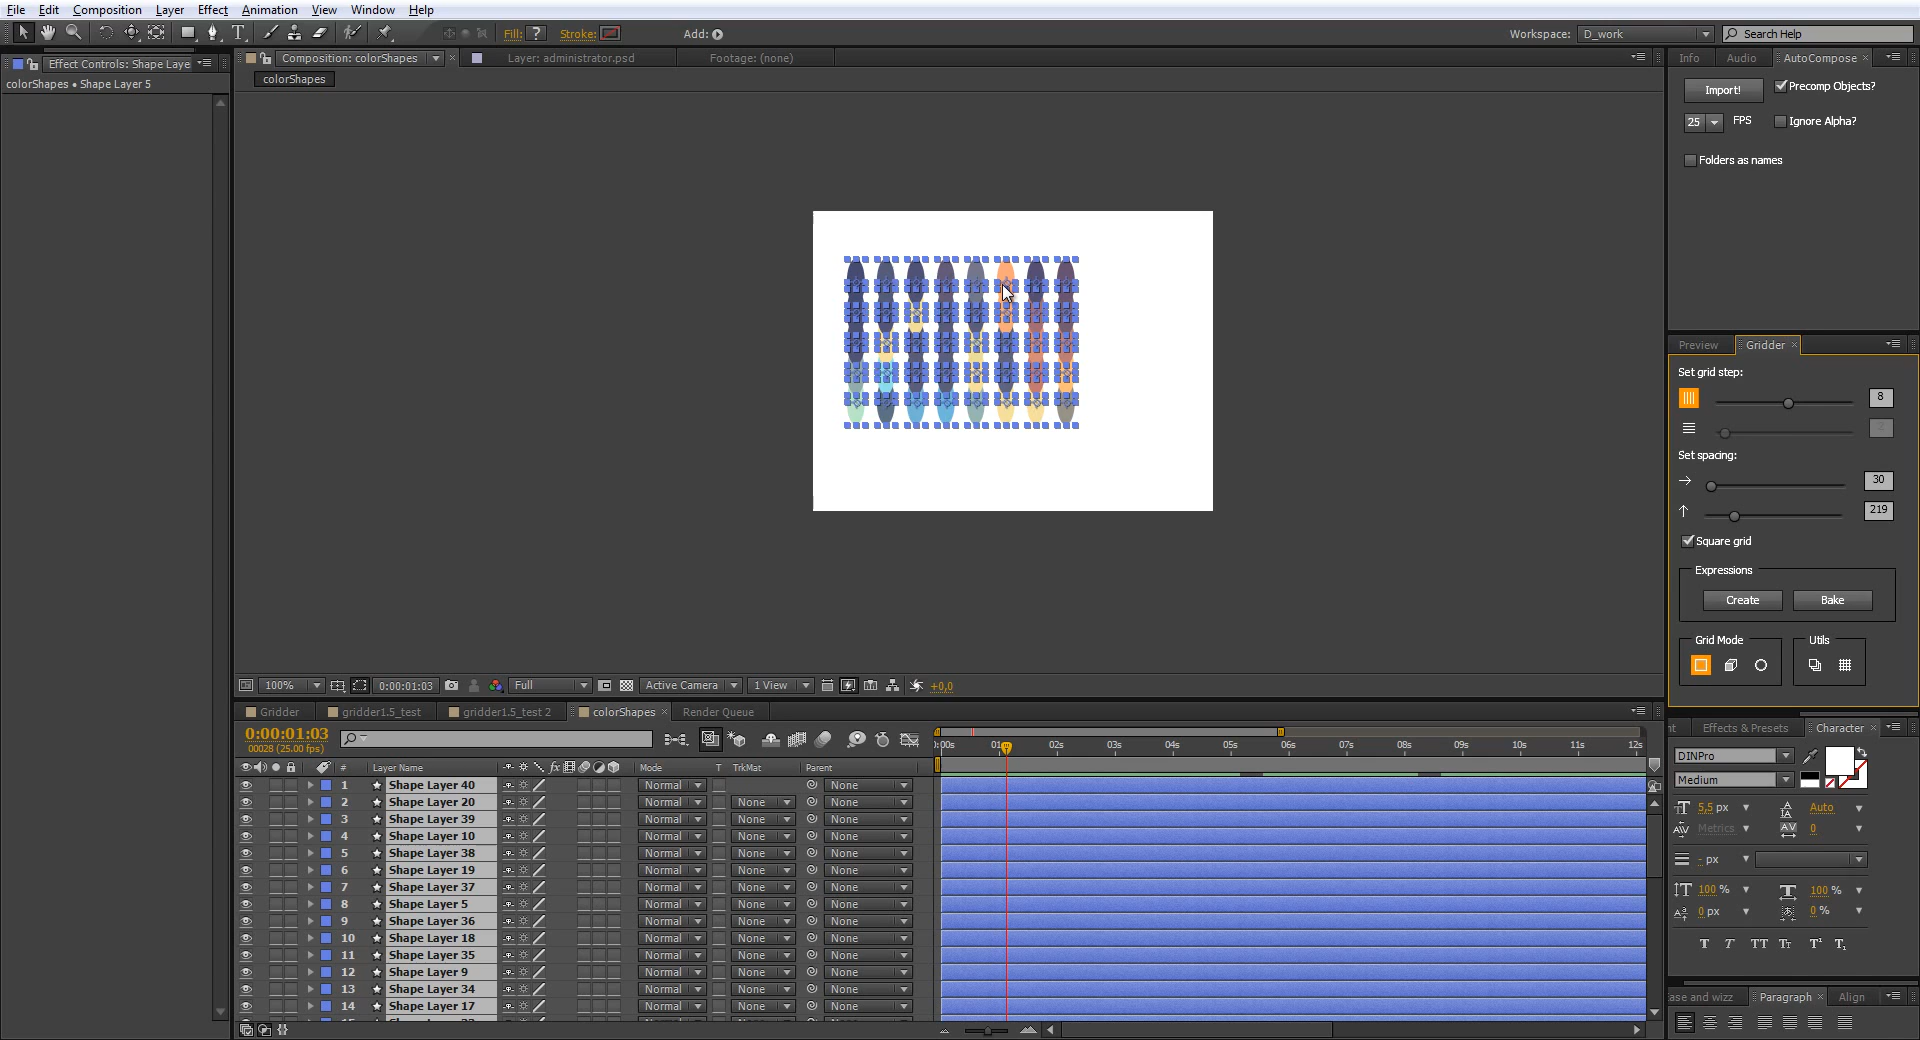 File Edit Composition Layer Effect Animation View Window Help
Fill: ? Stroke: Add: Workspace: D_work Search Help
Effect Controls: Shape Laye Composition: colorShapes Layer: administrator.psd Footage: (none) Info Audio AutoCompose
colorShapes • Shape Layer 5 colorShapes
Import! Precomp Objects?
25 FPS Ignore Alpha?
Folders as names
Preview Gridder
Set grid step:
8
2
Set spacing:
30
219
Square grid
Expressions
Create Bake
Grid Mode Utils
100% 0:00:01:03 Full Active Camera 1 View +0,0
Gridder gridder1.5_test gridder1.5_test 2 colorShapes Render Queue
0:00:01:03
00028 (25.00 fps)
):00s 01s 02s 03s 04s 05s 06s 07s 08s 09s 10s 11s 12s
# Layer Name fx Mode T TrkMat Parent
1 Shape Layer 40 Normal None
2 Shape Layer 20 Normal None None
3 Shape Layer 39 Normal None None
4 Shape Layer 10 Normal None None
5 Shape Layer 38 Normal None None
6 Shape Layer 19 Normal None None
7 Shape Layer 37 Normal None None
8 Shape Layer 5 Normal None None
9 Shape Layer 36 Normal None None
10 Shape Layer 18 Normal None None
11 Shape Layer 35 Normal None None
12 Shape Layer 9 Normal None None
13 Shape Layer 34 Normal None None
14 Shape Layer 17 Normal None None
nt Effects & Presets Character
DINPro
Medium
5,5 px Auto
Metrics 0
- px
100 % 100 %
0 px 0 %
T T TT Tt T¹ T₁
ase and wizz Paragraph Align